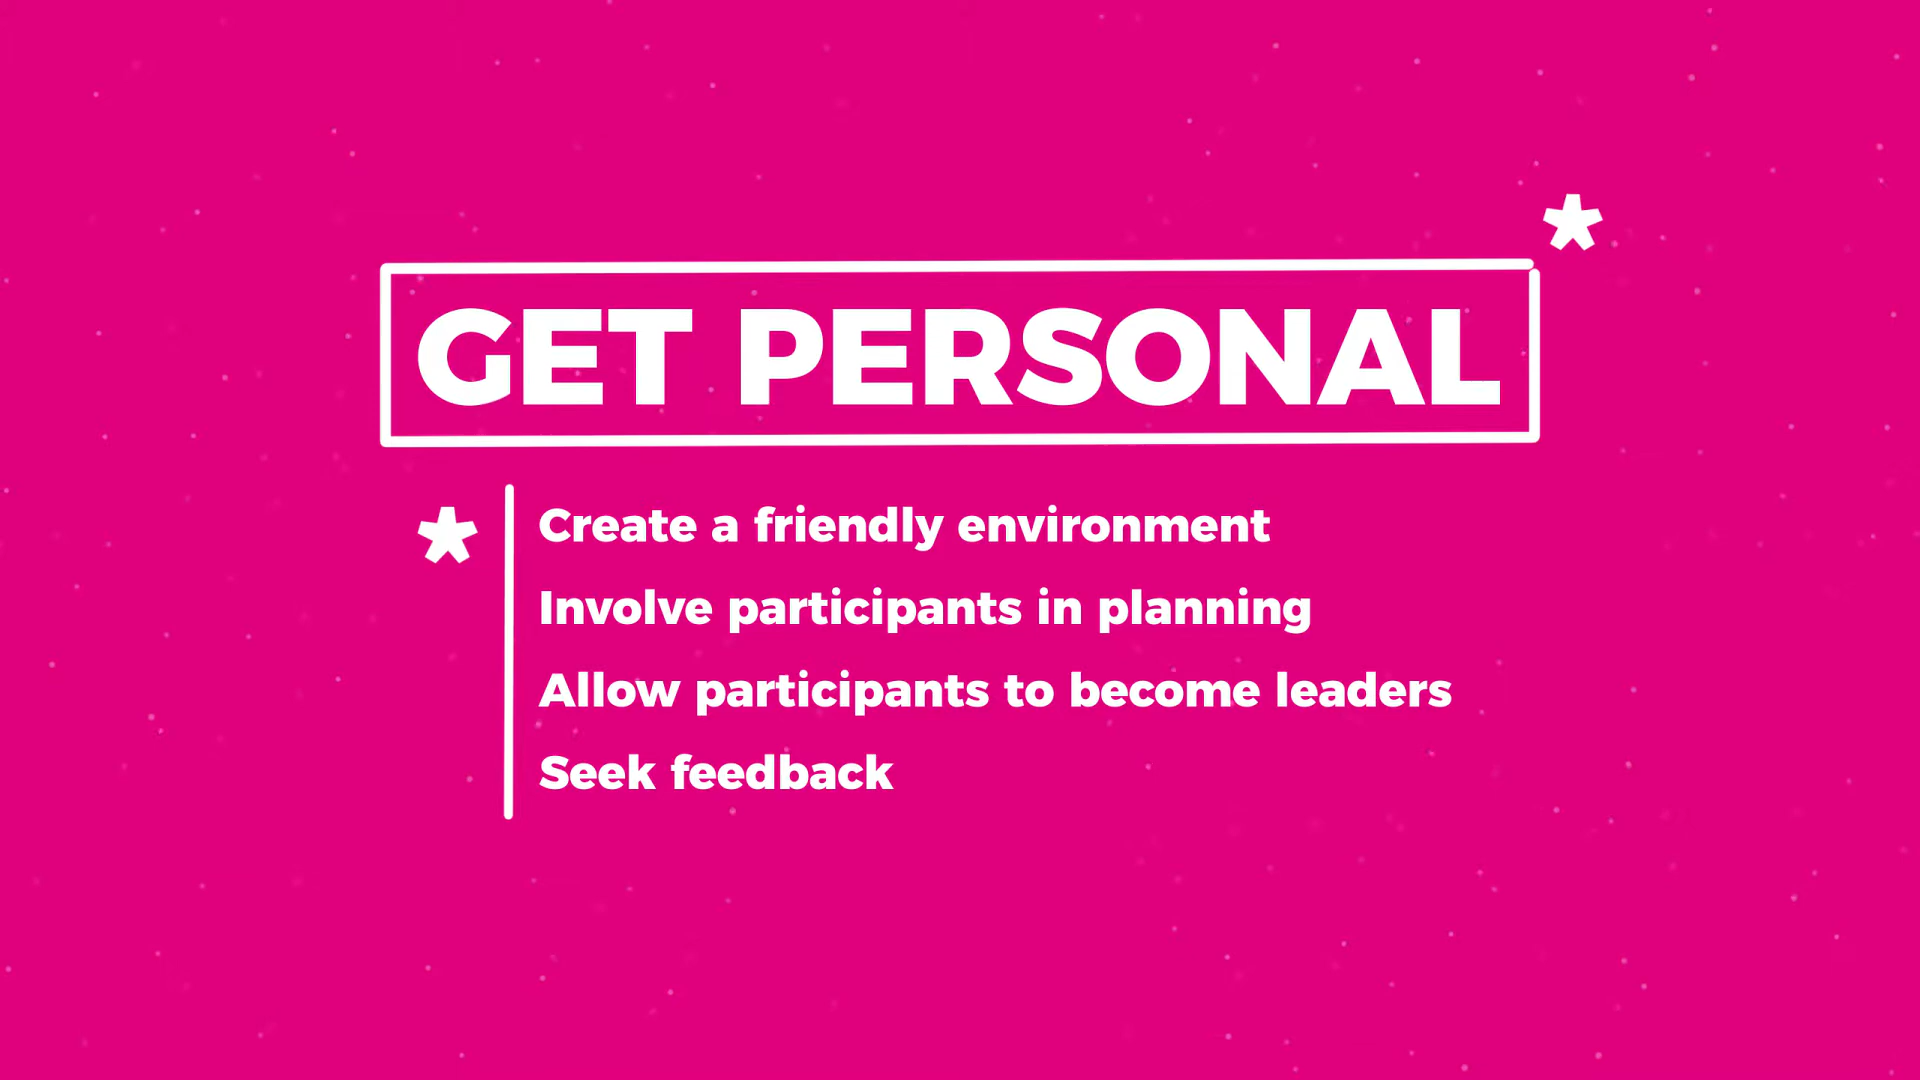 *
GET PERSONAL
* Create a friendly environment
Involve participants in planning
Allow participants to become leaders
Seek feedback